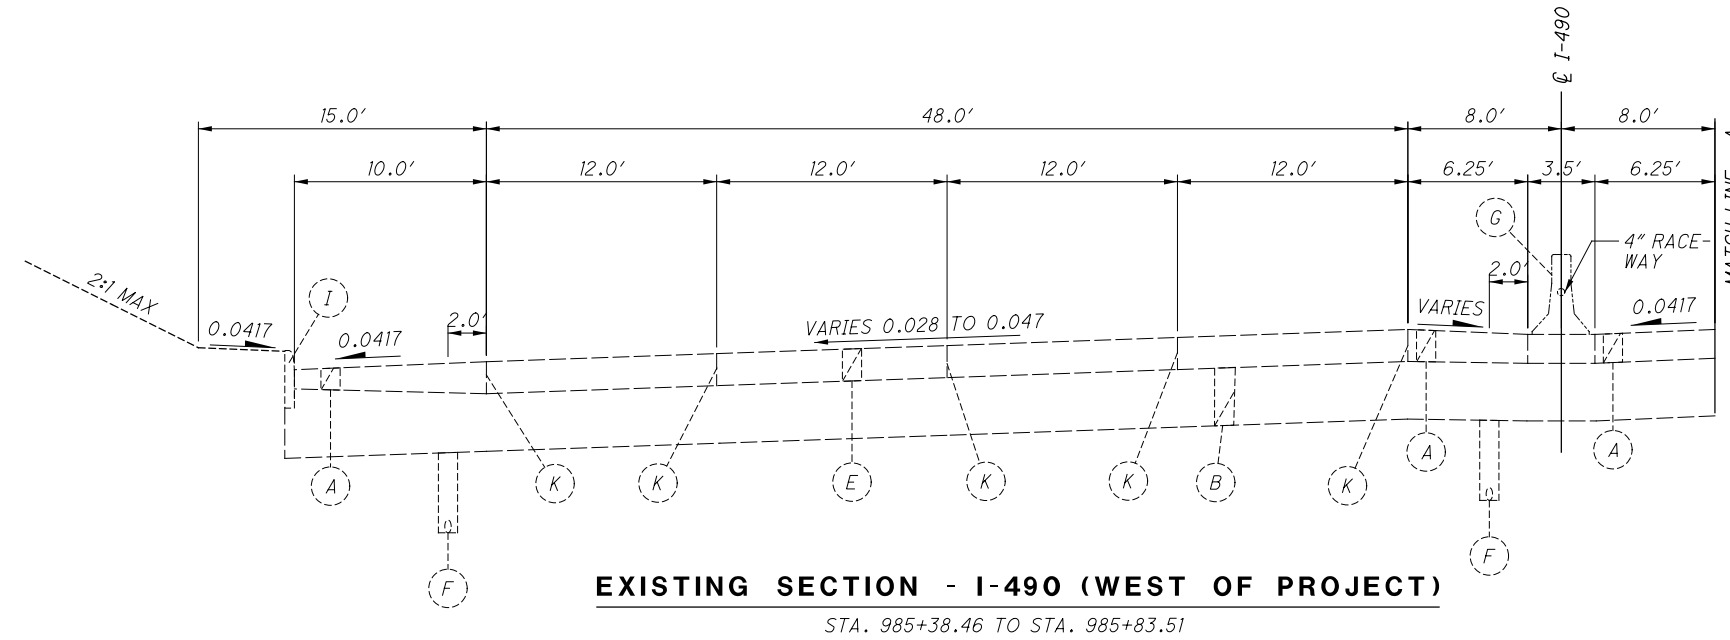 ℄ I-490
15.0'
48.0'
8.0'
8.0'
10.0'
12.0'
12.0'
12.0'
12.0'
6.25'
3.5'
6.25'
G
4" RACE-
WAY
2:1 MAX
I
2.0'
2.0'
0.0417
0.0417
VARIES 0.028 TO 0.047
VARIES
0.0417
A
K
K
E
K
K
B
K
A
A
F
F
EXISTING SECTION - I-490 (WEST OF PROJECT)
STA. 985+38.46 TO STA. 985+83.51